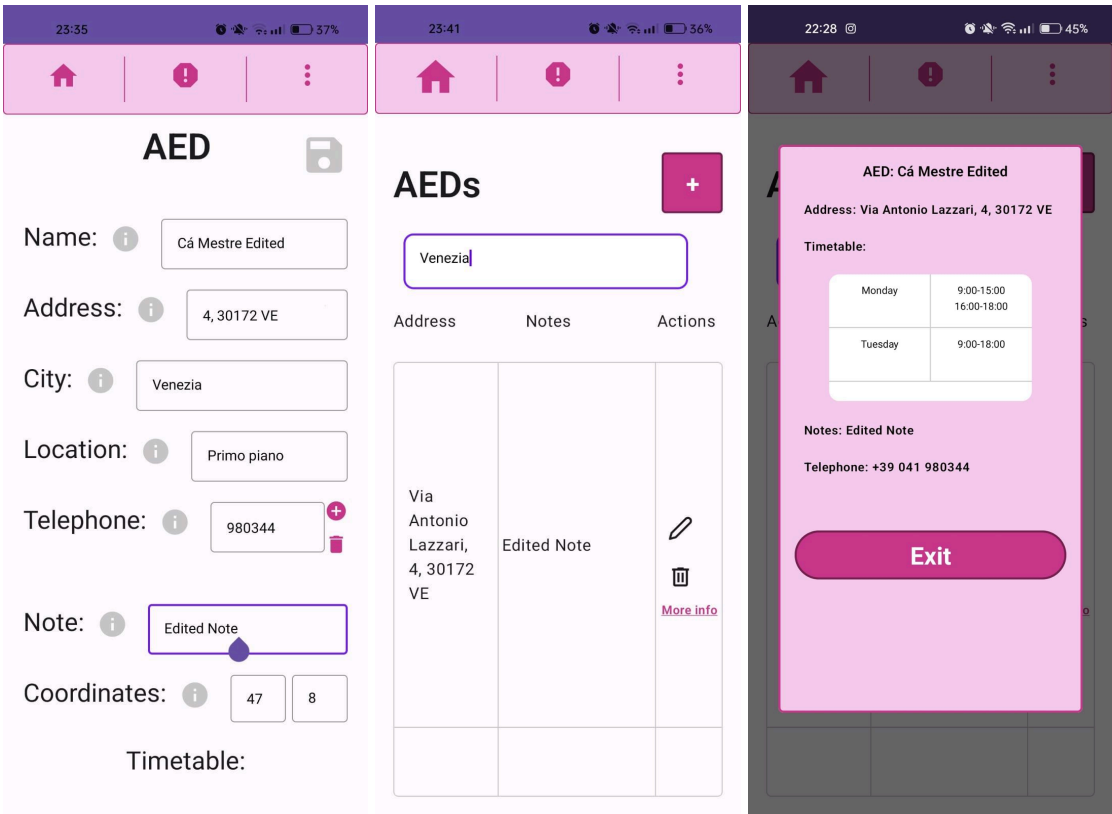 23:35
37%
AED
Name:
Cá Mestre Edited
Address:
4, 30172 VE
City:
Venezia
Location:
Primo piano
Telephone:
980344
Note:
Edited Note
Coordinates:
47
8
Timetable:
23:41
36%
AEDs
+
Venezia
Address Notes Actions
Via
Antonio
Lazzari,
4, 30172
VE
Edited Note
More info
22:28
45%
AED: Cá Mestre Edited
Address: Via Antonio Lazzari, 4, 30172 VE
Timetable:
Monday 9:00-15:00
16:00-18:00
Tuesday 9:00-18:00
Notes: Edited Note
Telephone: +39 041 980344
Exit